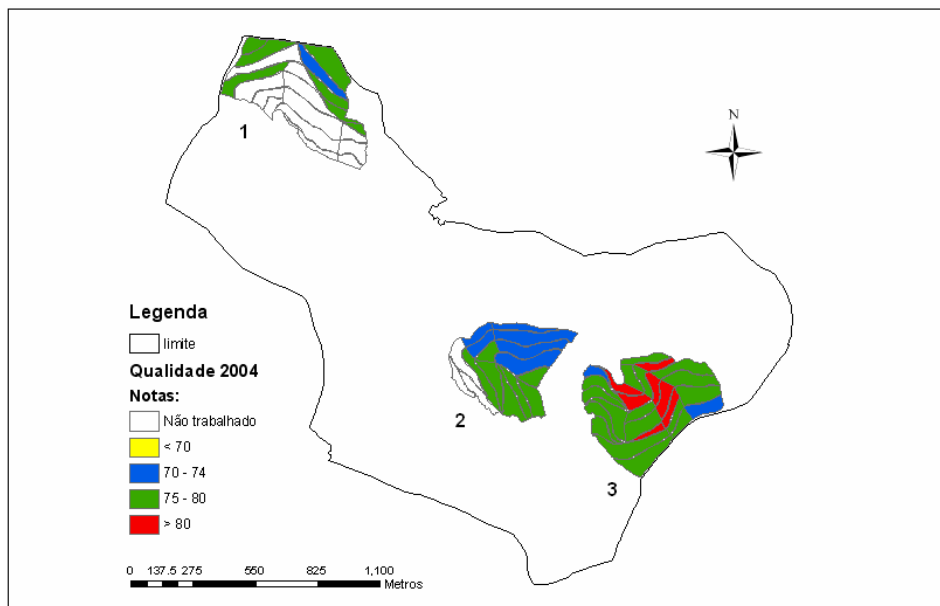 N
1
2
3
Legenda
limite
Qualidade 2004
Notas:
Não trabalhado
< 70
70 - 74
75 - 80
> 80
0 137.5 275 550 825 1,100
Metros